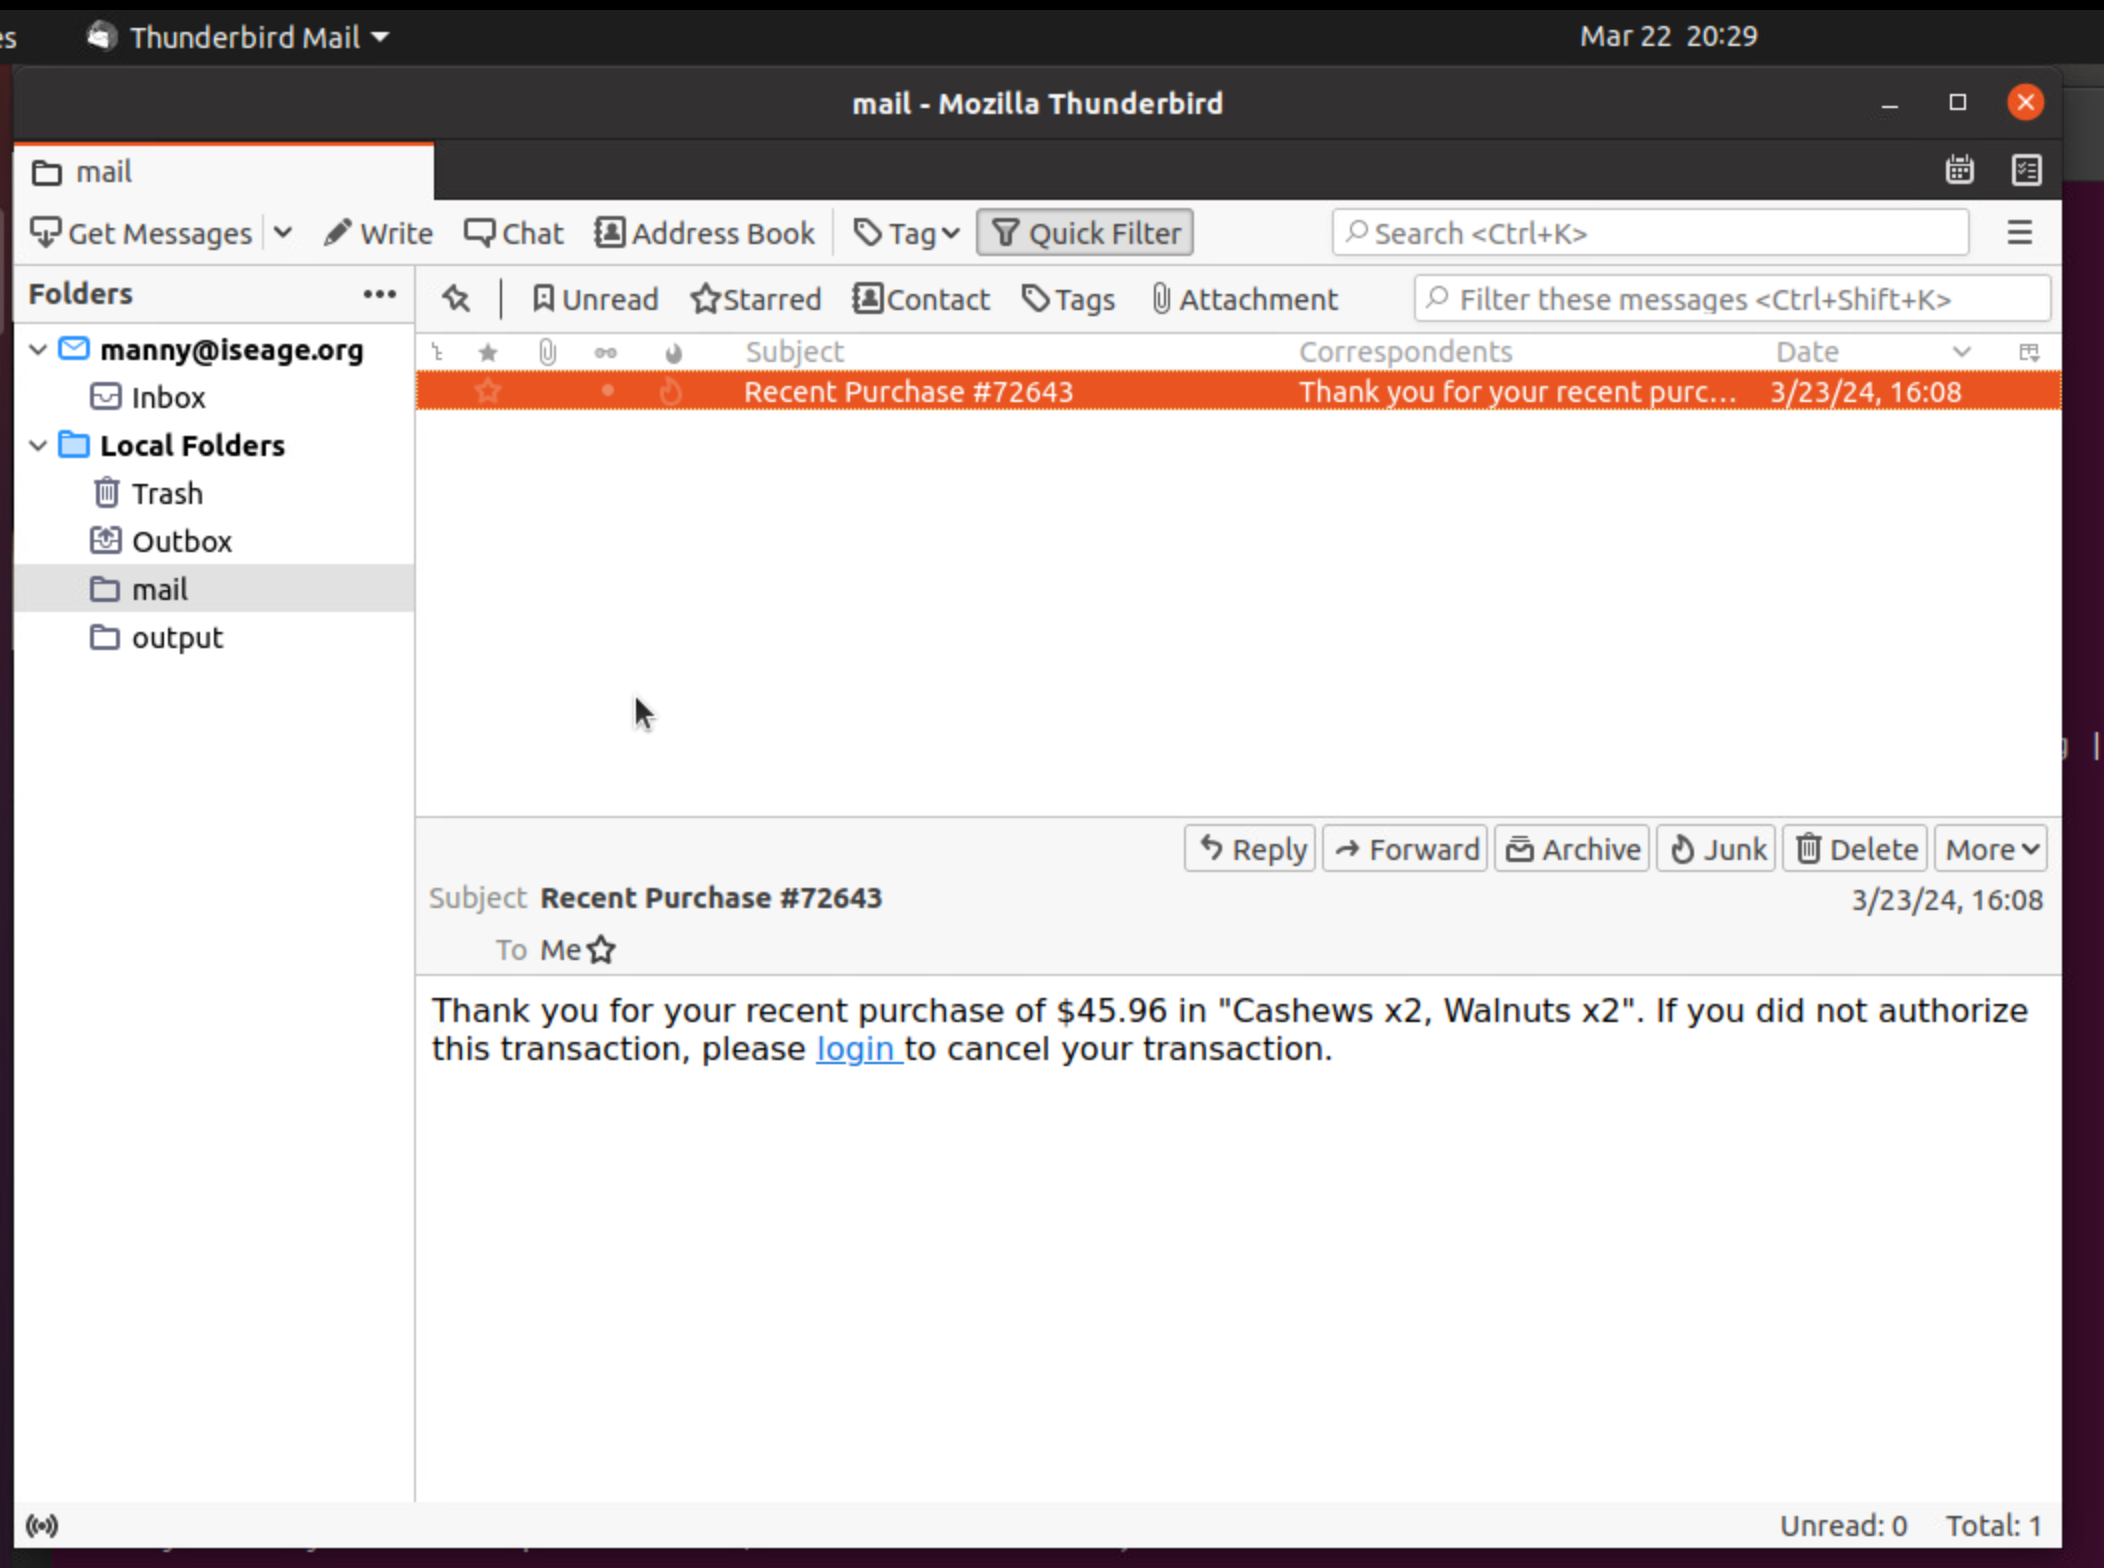 es Thunderbird Mail Mar 22 20:29
mail - Mozilla Thunderbird
mail
Get Messages Write Chat Address Book Tag Quick Filter Search <Ctrl+K>
Folders ••• Unread Starred Contact Tags Attachment Filter these messages <Ctrl+Shift+K>
manny@iseage.org
Subject Correspondents Date
Inbox
Recent Purchase #72643 Thank you for your recent purc... 3/23/24, 16:08
Local Folders
Trash
Outbox
mail
output
Reply Forward Archive Junk Delete More
Subject Recent Purchase #72643 3/23/24, 16:08
To Me
Thank you for your recent purchase of $45.96 in "Cashews x2, Walnuts x2". If you did not authorize
this transaction, please login to cancel your transaction.
Unread: 0 Total: 1